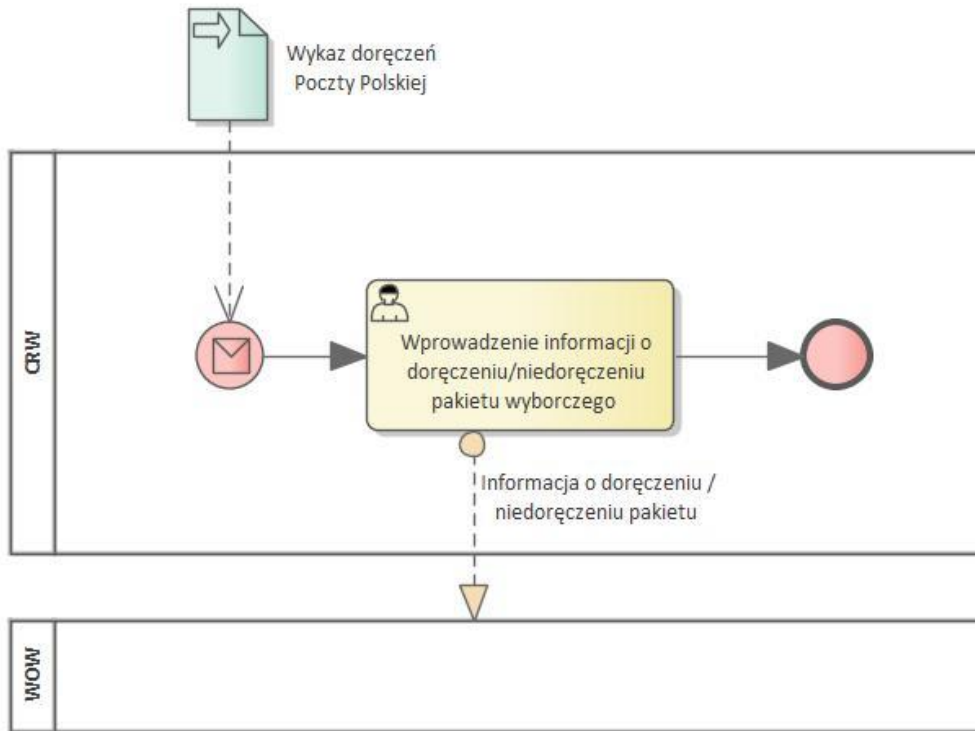 Wykaz doręczeń
Poczty Polskiej
CRW
Wprowadzenie informacji o
doręczeniu/niedoręczeniu
pakietu wyborczego
Informacja o doręczeniu /
niedoręczeniu pakietu
WOW